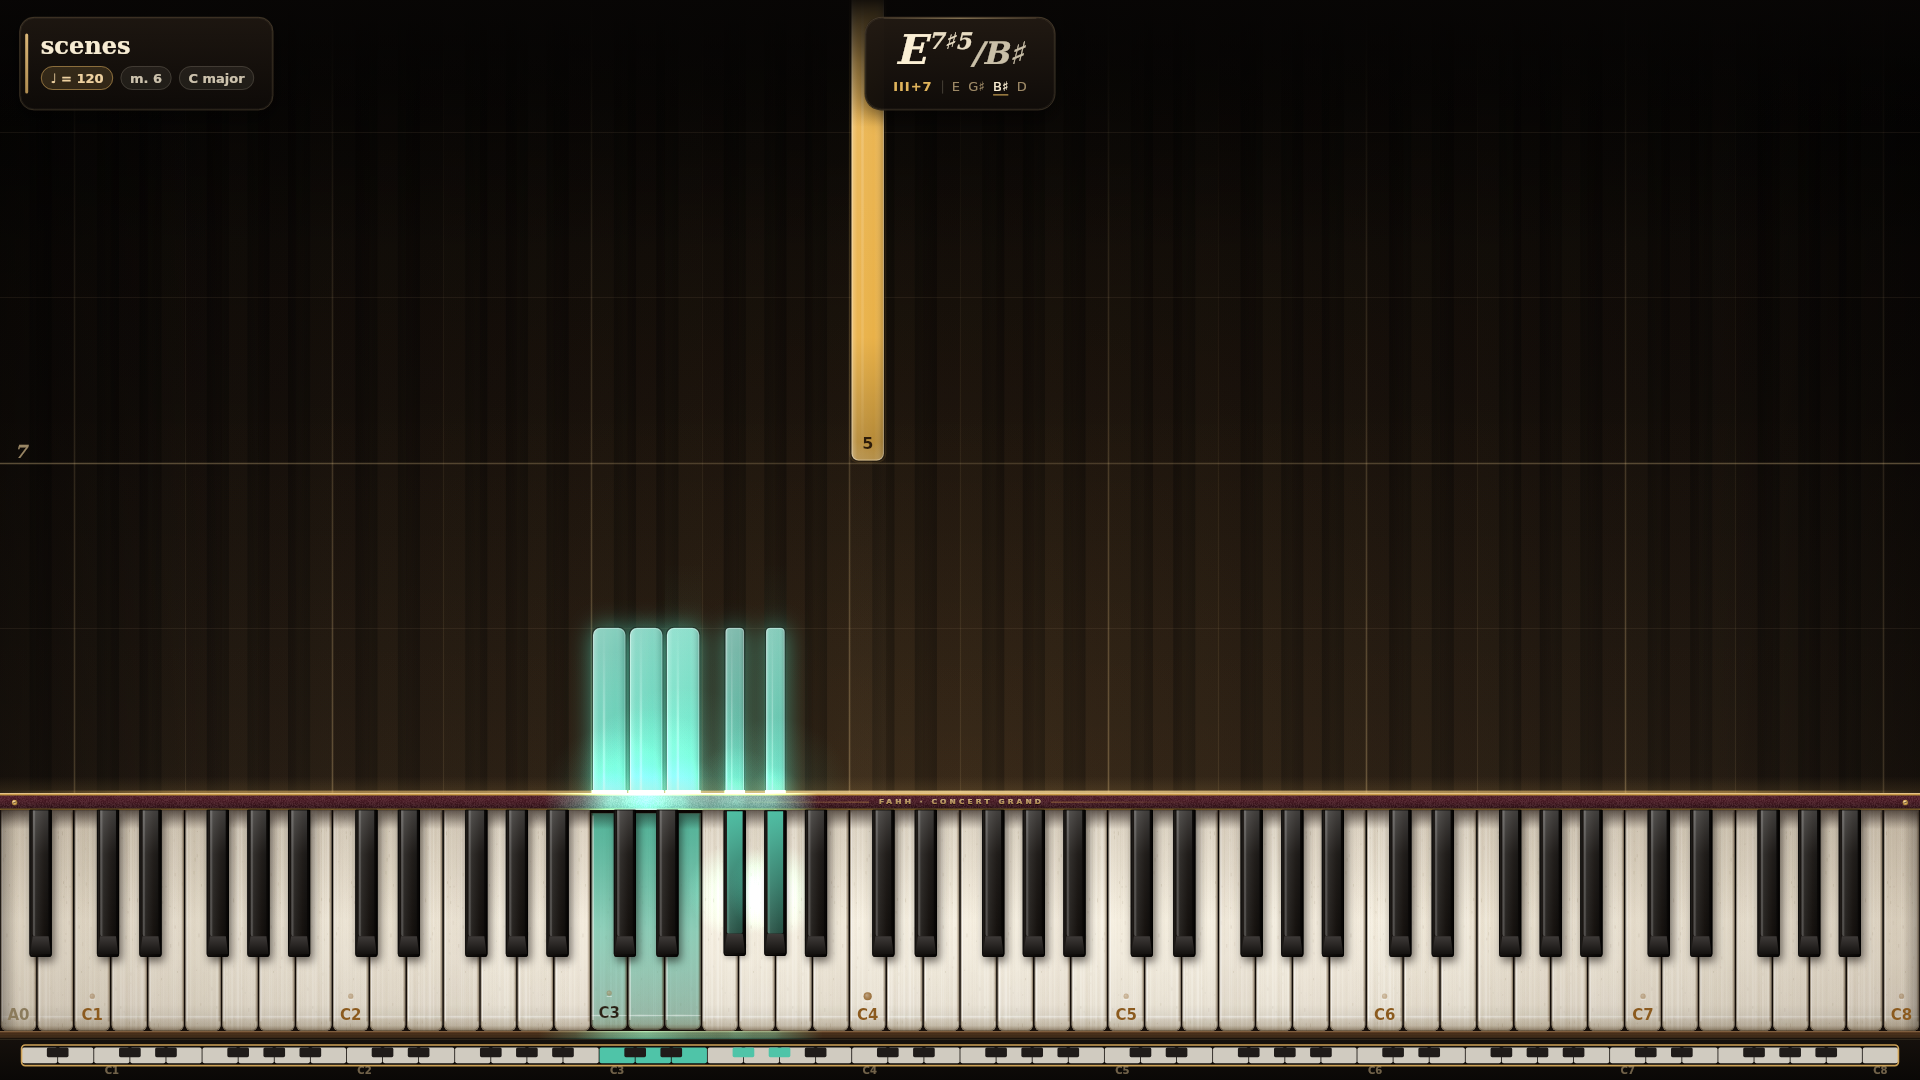 scenes
♩ = 120 m. 6 C major
E7♯5/B♯
III+7 E G♯ B♯ D
5
7
FAHH · CONCERT GRAND
A0 C1 C2 C3 C4 C5 C6 C7 C8
C1 C2 C3 C4 C5 C6 C7 C8